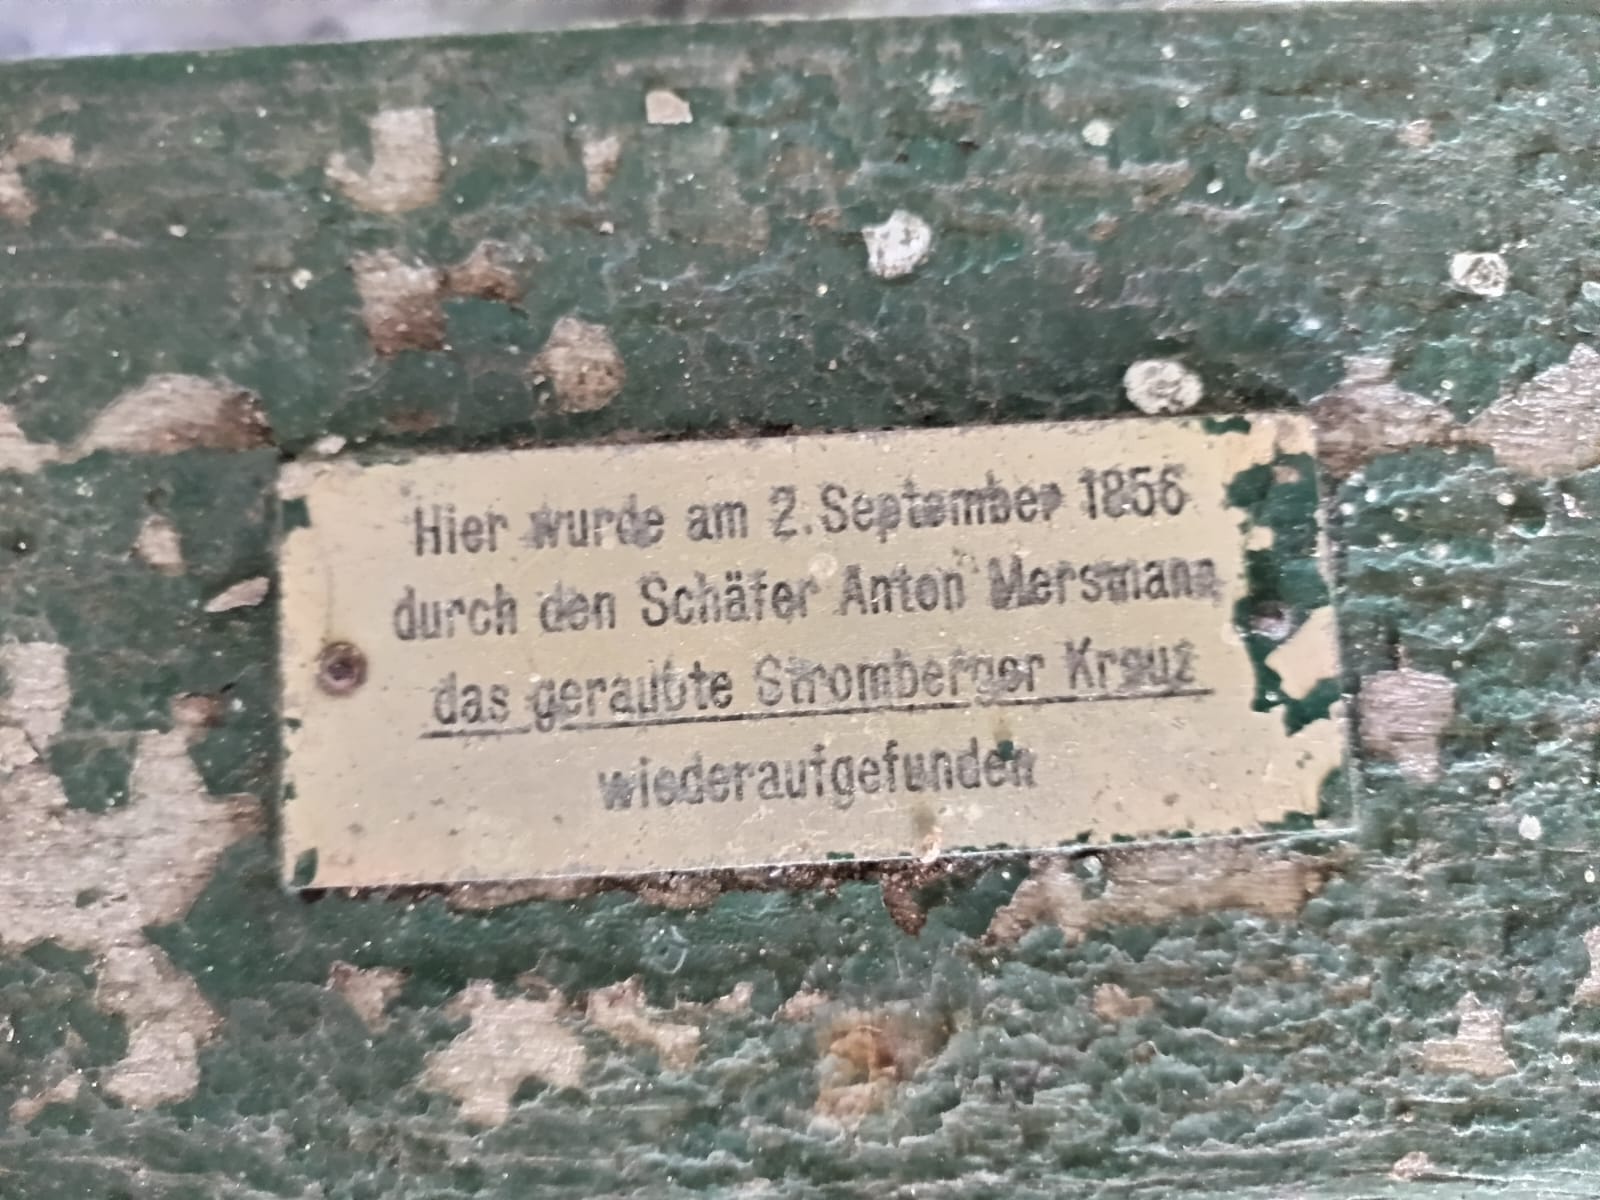 Hier wurde am 2. September 1856
durch den Schäfer Anton Mersmann
das geraubte Stromberger Kreuz
wiederaufgefunden